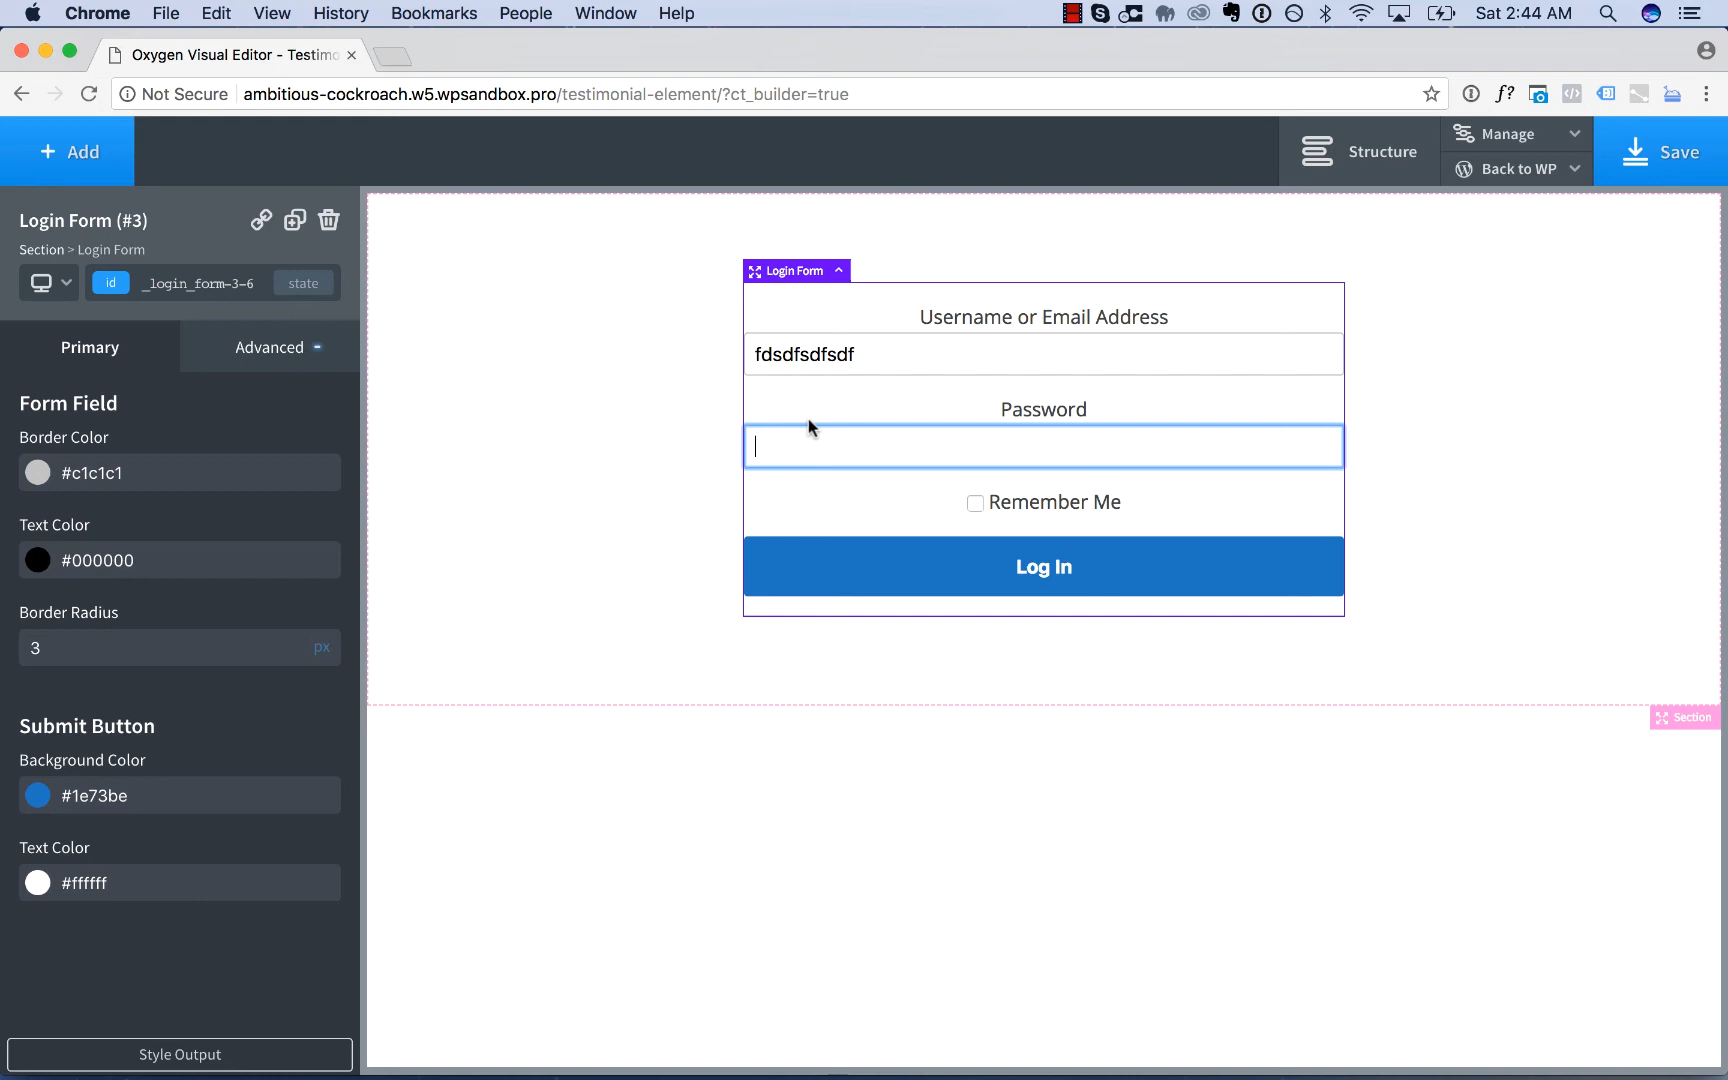 Chrome File Edit View History Bookmarks People Window Help Sat 2:44 AM
Oxygen Visual Editor - Testimo
Not Secure ambitious-cockroach.w5.wpsandbox.pro/testimonial-element/?ct_builder=true
f?
+ Add
Structure
Manage
Back to WP
Save
Login Form (#3)
Section > Login Form
id _login_form-3-6 state
Primary Advanced
Form Field
Border Color
#c1c1c1
Text Color
#000000
Border Radius
3 px
Submit Button
Background Color
#1e73be
Text Color
#ffffff
Style Output
Login Form
Username or Email Address
fdsdfsdfsdf
Password
Remember Me
Log In
Section